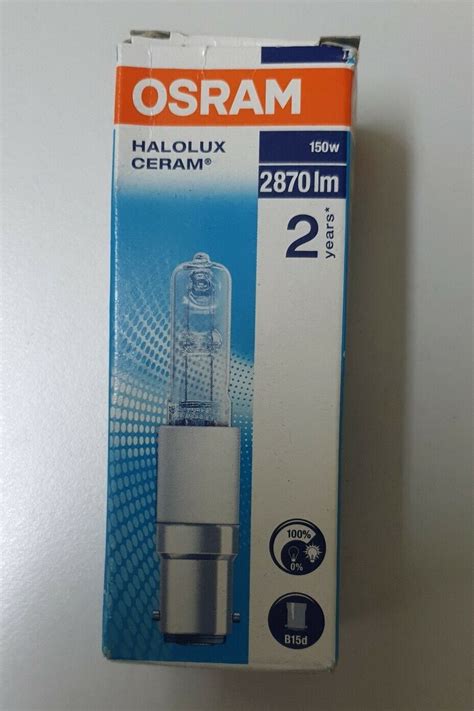 OSRAM
HALOLUX
CERAM®
150w
2870 lm
2
years*
100%
0%
B15d